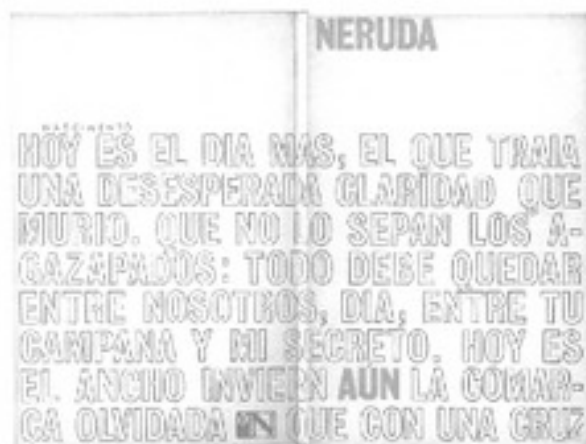 NERUDA
NASCIMENTO
HOY ES EL DIA MAS, EL QUE TRAIA
UNA DESESPERADA CLARIDAD QUE
MURIO. QUE NO LO SEPAN LOS A-
GAZAPADOS: TODO DEBE QUEDAR
ENTRE NOSOTROS, DIA, ENTRE TU
CAMPANA Y MI SECRETO. HOY ES
EL ANCHO INVIERN AUN LA COMAR-
CA OLVIDADA QUE CON UNA CRUZ